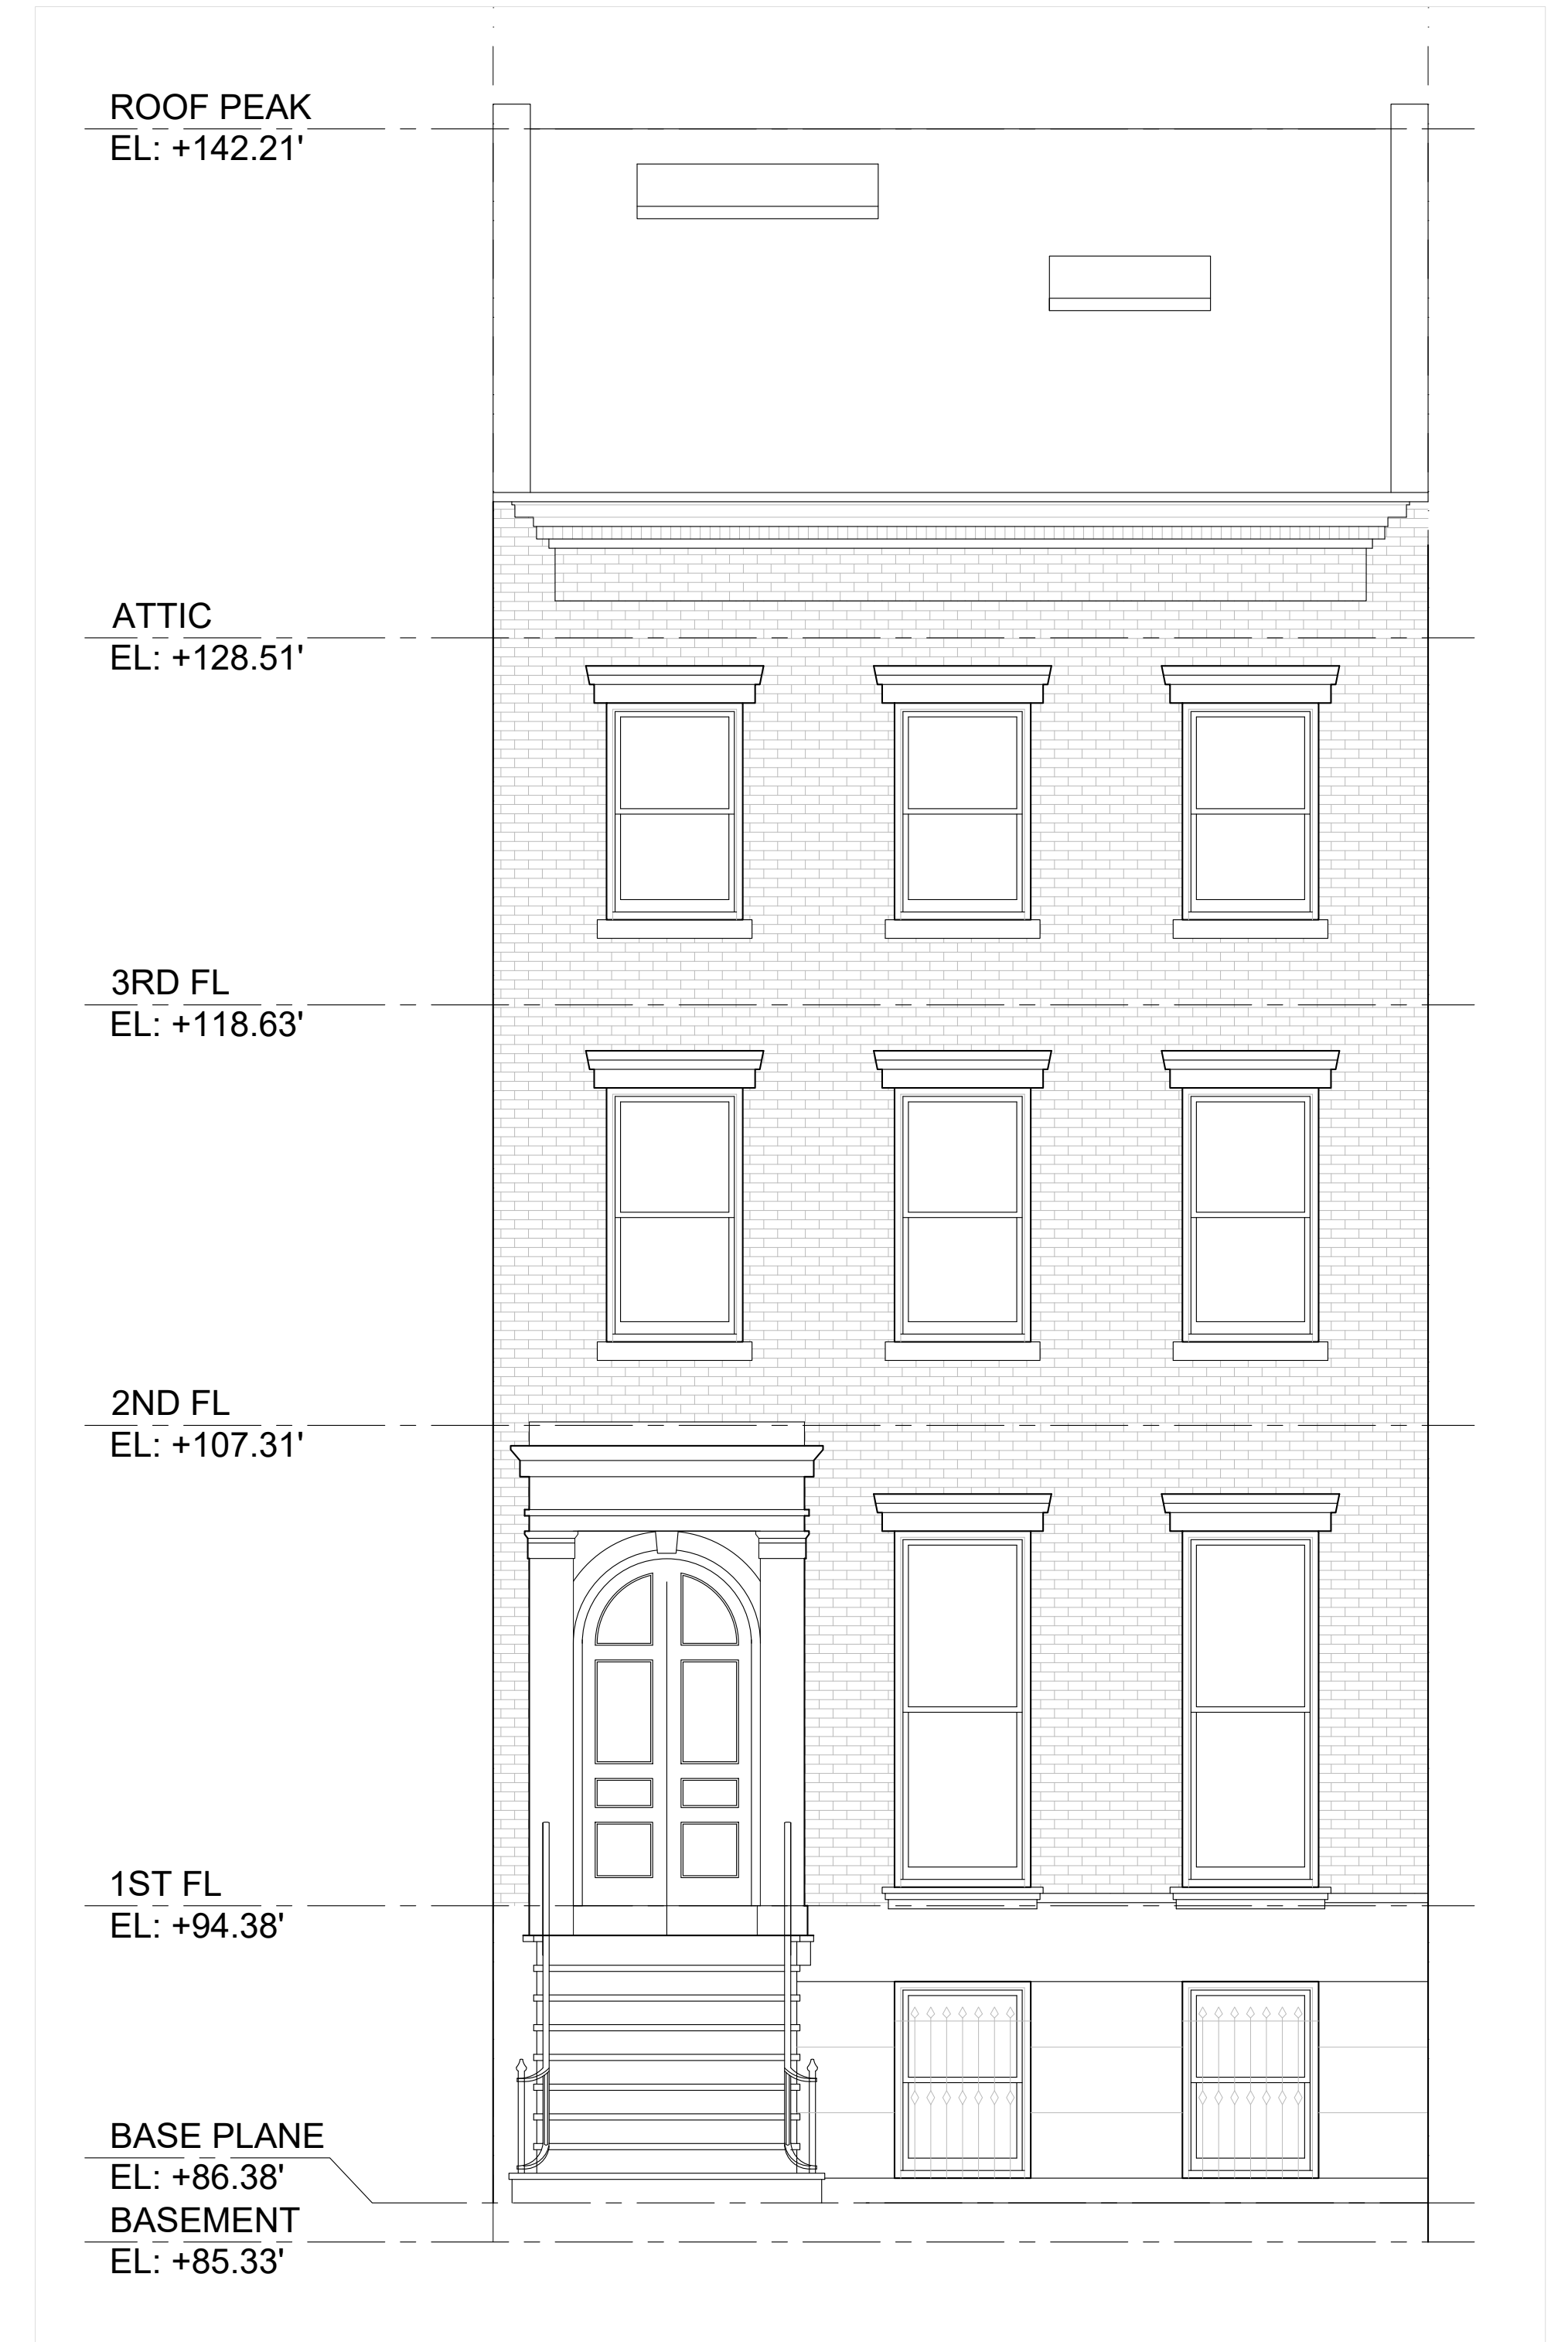 ROOF PEAK
EL: +142.21'
ATTIC
EL: +128.51'
3RD FL
EL: +118.63'
2ND FL
EL: +107.31'
1ST FL
EL: +94.38'
BASE PLANE
EL: +86.38'
BASEMENT
EL: +85.33'